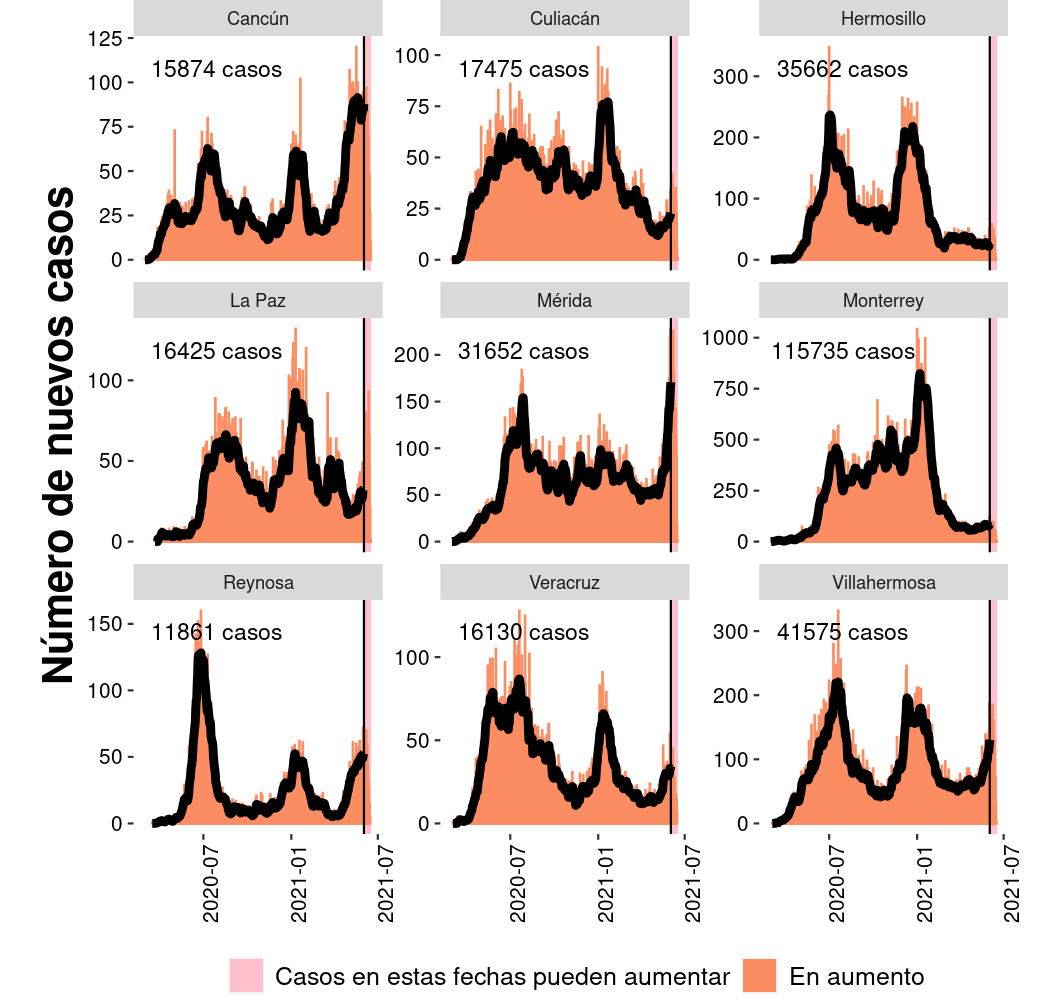 Número de nuevos casos
Cancún
15874 casos
125
100
75
50
25
0
Culiacán
17475 casos
100
75
50
25
0
Hermosillo
35662 casos
300
200
100
0
La Paz
16425 casos
100
50
0
Mérida
31652 casos
200
150
100
50
0
Monterrey
115735 casos
1000
750
500
250
0
Reynosa
11861 casos
150
100
50
0
2020-07
2021-01
2021-07
Veracruz
16130 casos
100
50
0
2020-07
2021-01
2021-07
Villahermosa
41575 casos
300
200
100
0
2020-07
2021-01
2021-07
Casos en estas fechas pueden aumentar
En aumento